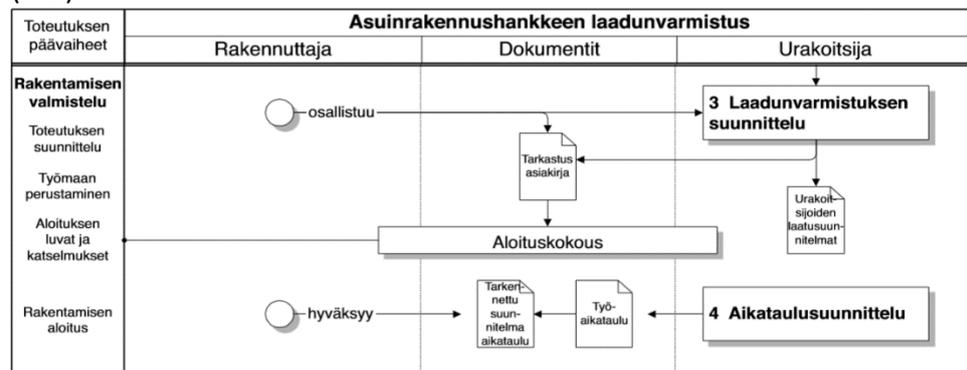 Toteutuksen
päävaiheet
Asuinrakennushankkeen laadunvarmistus
Rakennuttaja
Dokumentit
Urakoitsija
Rakentamisen
valmistelu
Toteutuksen
suunnittelu
Työmaan
perustaminen
Aloituksen
luvat ja
katselmukset
Rakentamisen
aloitus
osallistuu
3 Laadunvarmistuksen
suunnittelu
Tarkastus
asiakirja
Urakoit-
sijoiden
laatusuun-
nitelmat
Aloituskokous
hyväksyy
Tarken-
nettu
suun-
nitelma
aikataulu
Työ-
aikataulu
4 Aikataulusuunnittelu